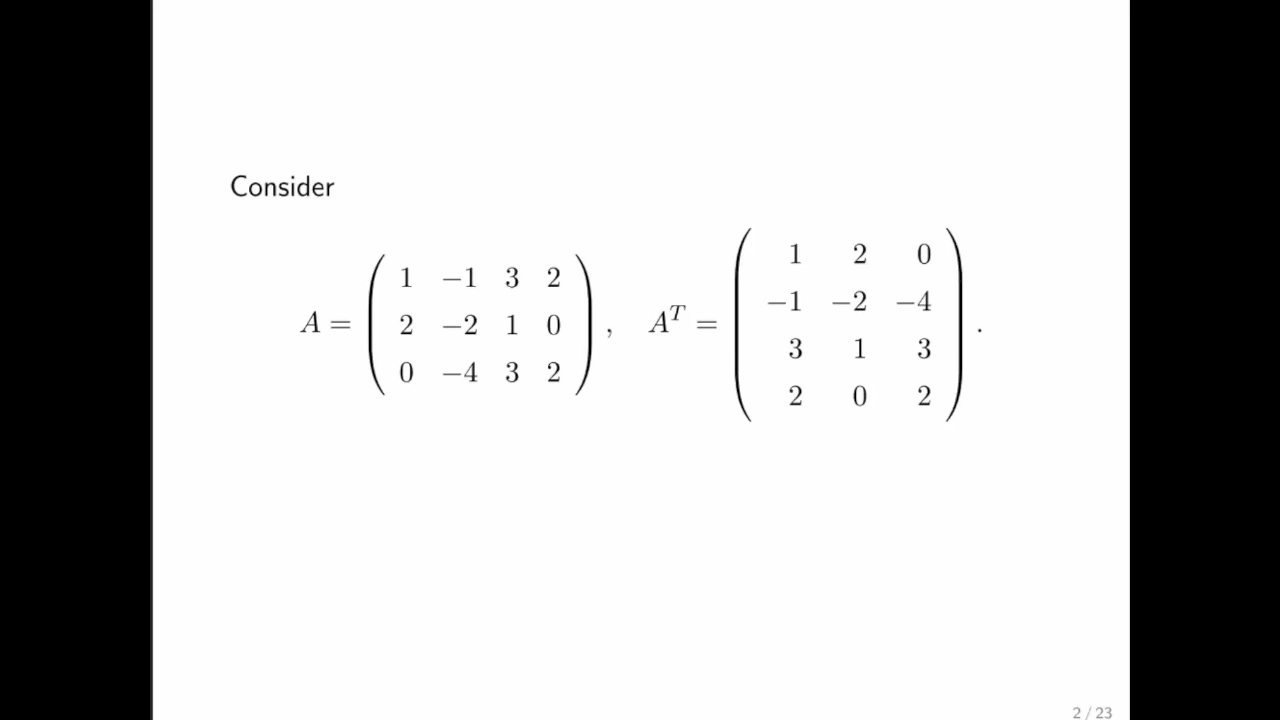 Consider
A = ( 1 −1 3 2
2 −2 1 0
0 −4 3 2 ) , Aᵀ = ( 1 2 0
−1 −2 −4
3 1 3
2 0 2 ) .
2 / 23